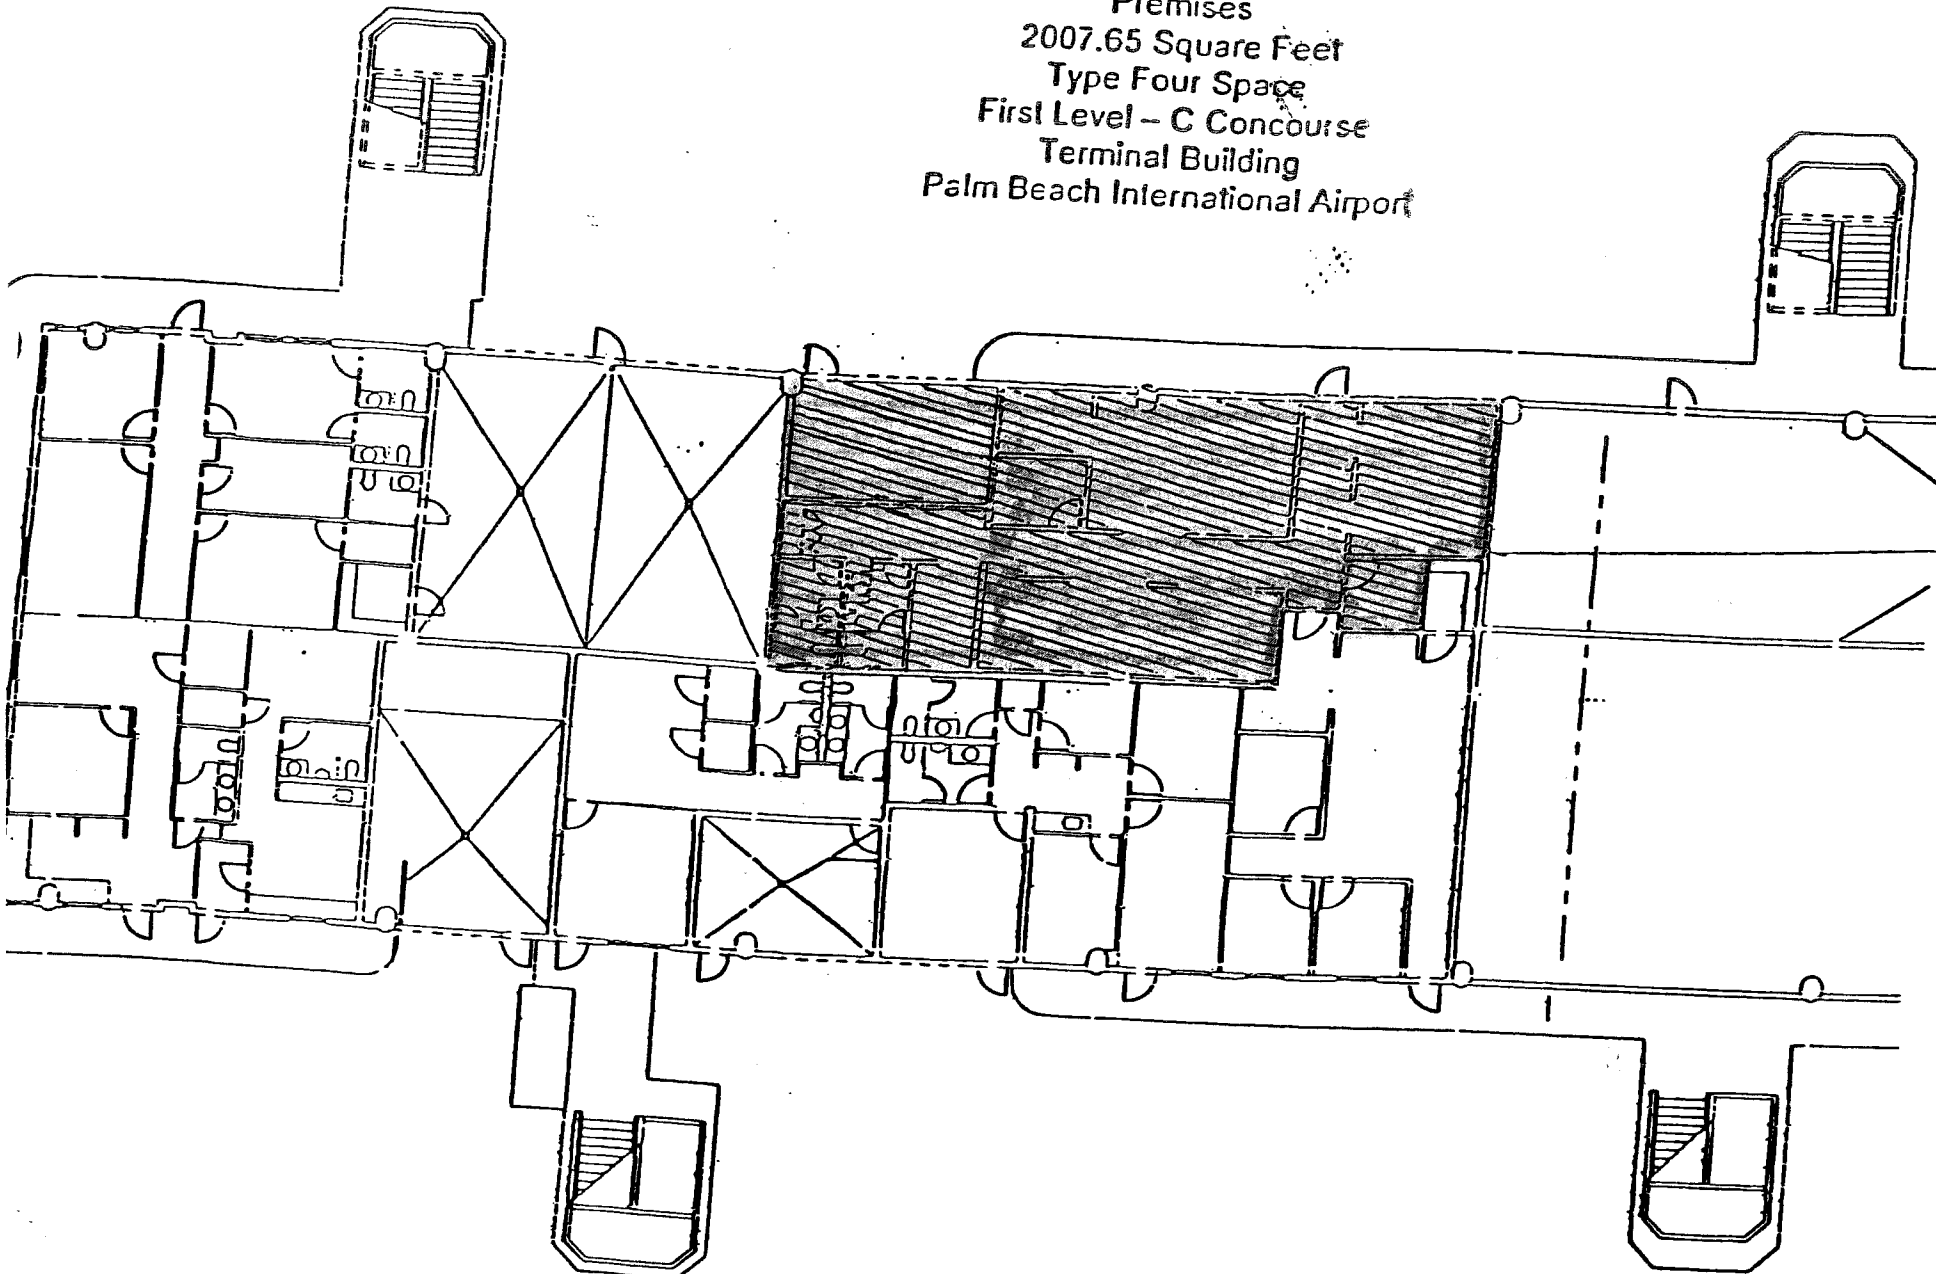 Premises
2007.65 Square Feet
Type Four Space
First Level – C Concourse
Terminal Building
Palm Beach International Airport